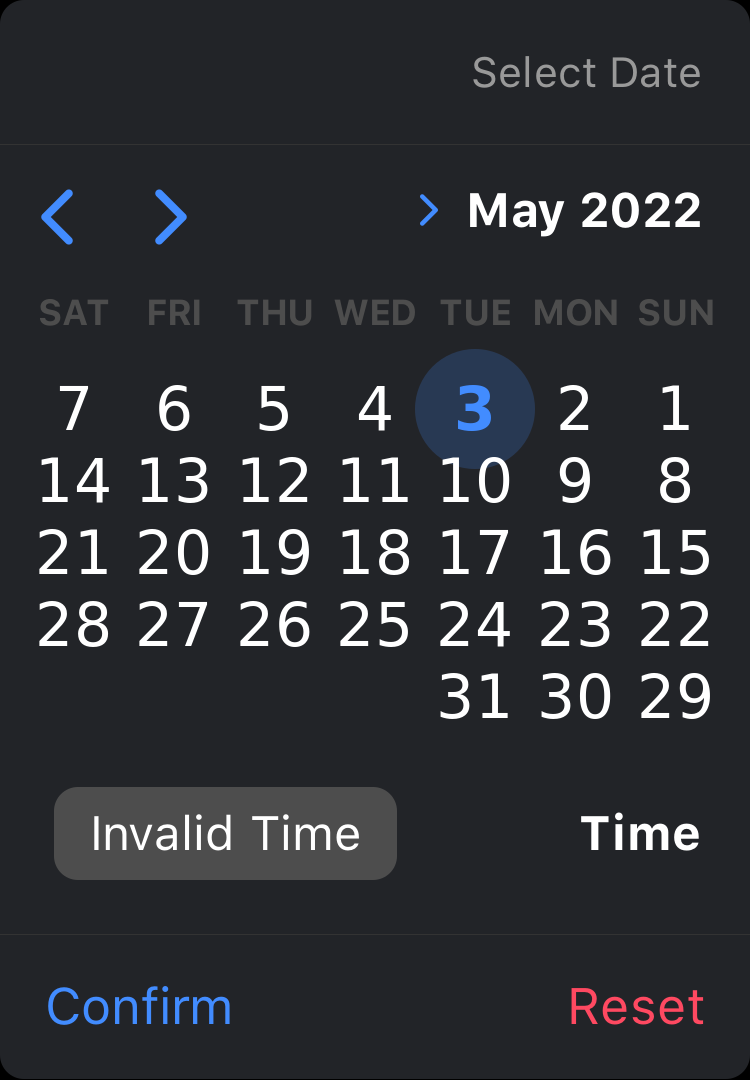 Select Date
May 2022
SAT FRI THU WED TUE MON SUN
7 6 5 4 3 2 1
14 13 12 11 10 9 8
21 20 19 18 17 16 15
28 27 26 25 24 23 22
31 30 29
Invalid Time Time
Confirm Reset